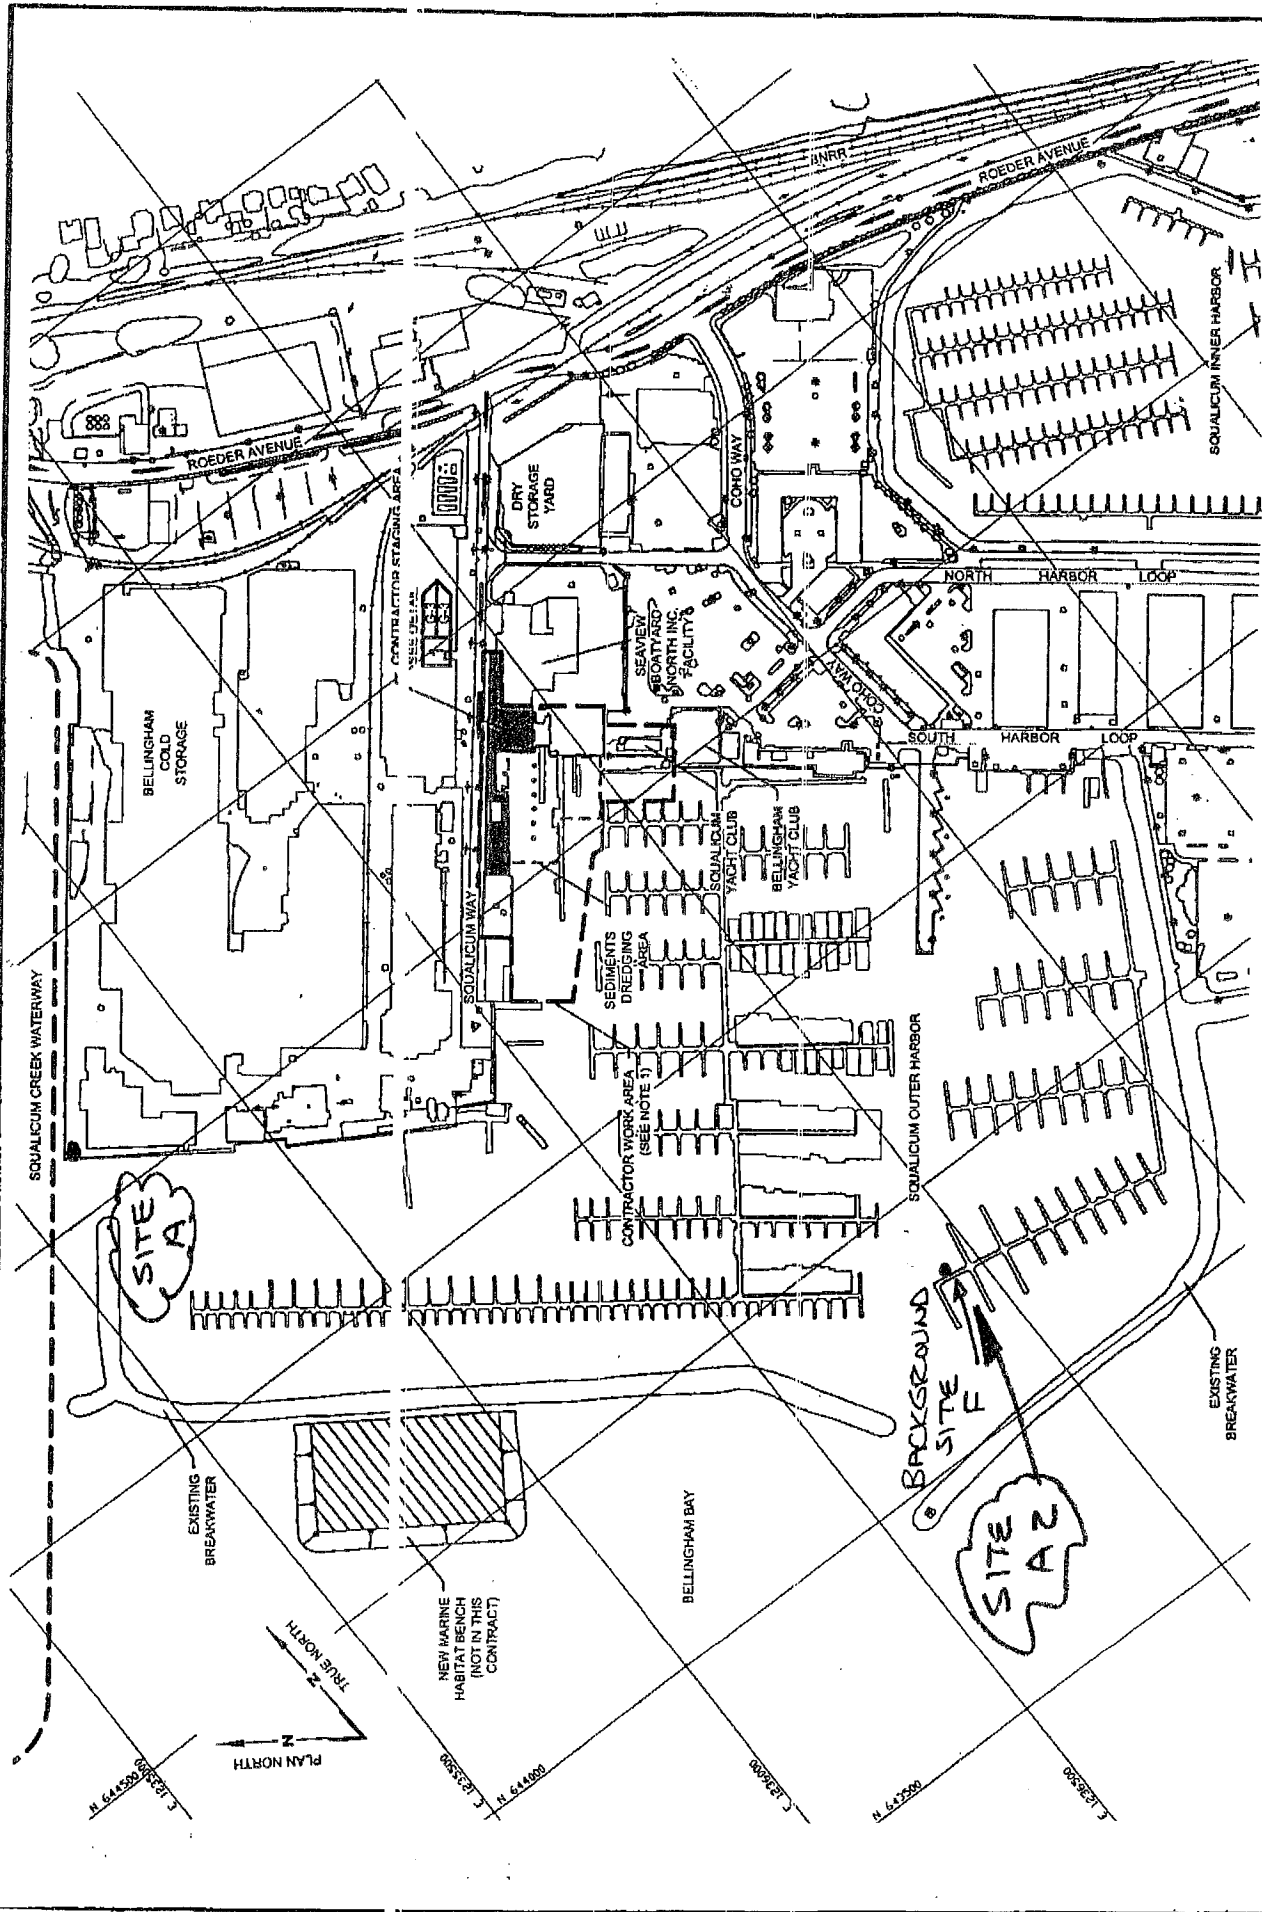 BNRR
ROEDER AVENUE
SQUALICUM INNER HARBOR
ROEDER AVENUE
CONTRACTOR STAGING AREA
DRY
STORAGE
YARD
COHO WAY
NORTH HARBOR LOOP
SEAVIEW
BOATYARD
NORTH INC.
FACILITY
COHO WAY
BELLINGHAM
COLD
STORAGE
SOUTH HARBOR LOOP
SQUALICUM
YACHT CLUB
BELLINGHAM
YACHT CLUB
SQUALICUM WAY
SEDIMENTS
DREDGING
AREA
SQUALICUM CREEK WATERWAY
CONTRACTOR WORK AREA
(SEE NOTE 1)
SQUALICUM OUTER HARBOR
SITE
A
BACKGROUND
SITE
F
EXISTING
BREAKWATER
EXISTING
BREAKWATER
NEW MARINE
HABITAT BENCH
(NOT IN THIS
CONTRACT)
BELLINGHAM BAY
SITE
A2
N
TRUE NORTH
N
PLAN NORTH
N 644500
E 1235500
N 644000
E 1236000
N 643500
E 1236500